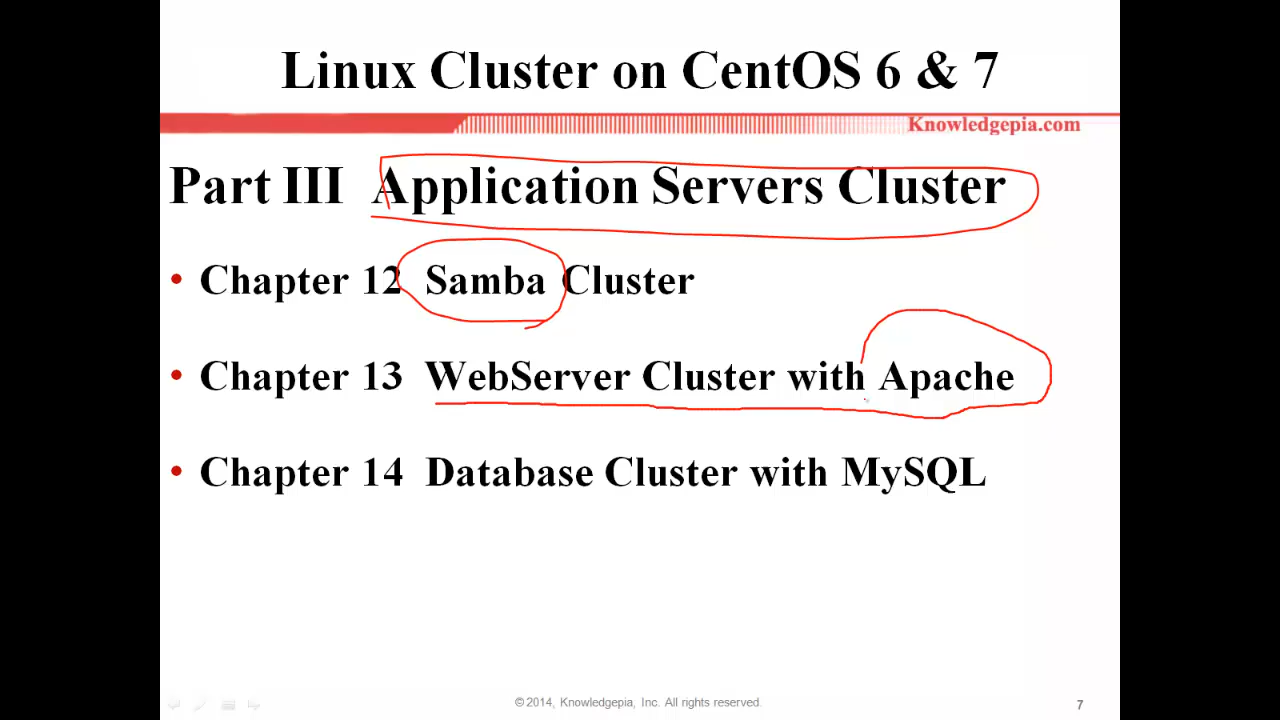 Linux Cluster on CentOS 6 & 7
Knowledgepia.com
Part III Application Servers Cluster
• Chapter 12 Samba Cluster
• Chapter 13 WebServer Cluster with Apache
• Chapter 14 Database Cluster with MySQL
© 2014, Knowledgepia, Inc. All rights reserved.
7